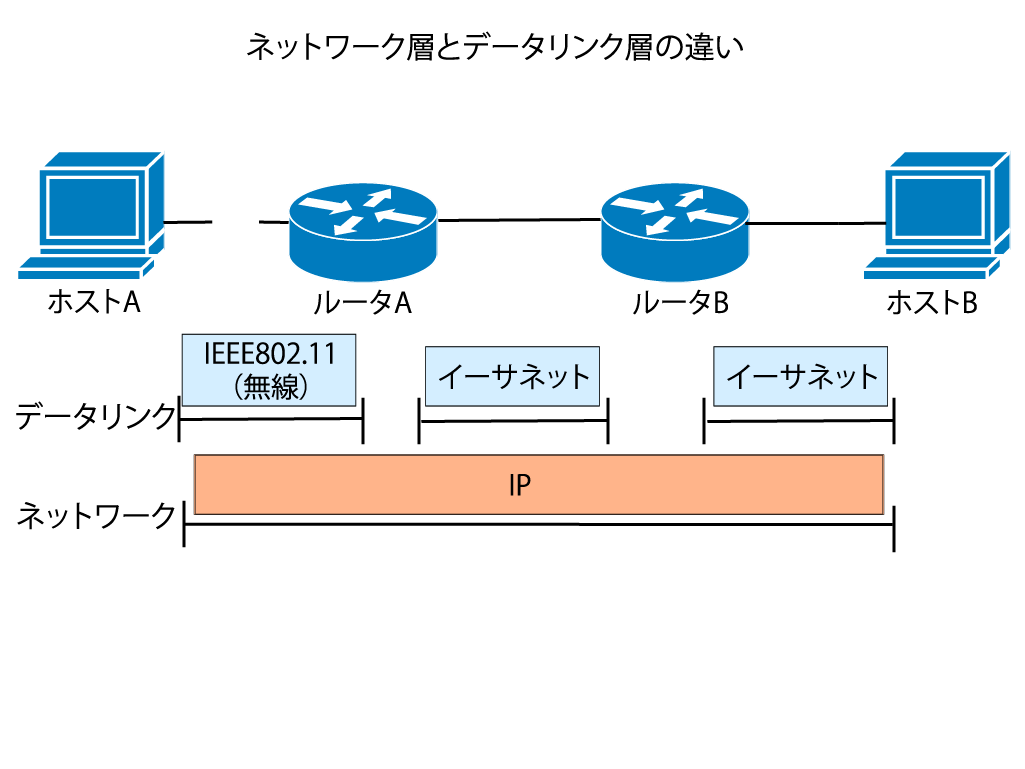 ネットワーク層とデータリンク層の違い
ホストA
ルータA
ルータB
ホストB
IEEE802.11
（無線）
イーサネット
イーサネット
データリンク
IP
ネットワーク